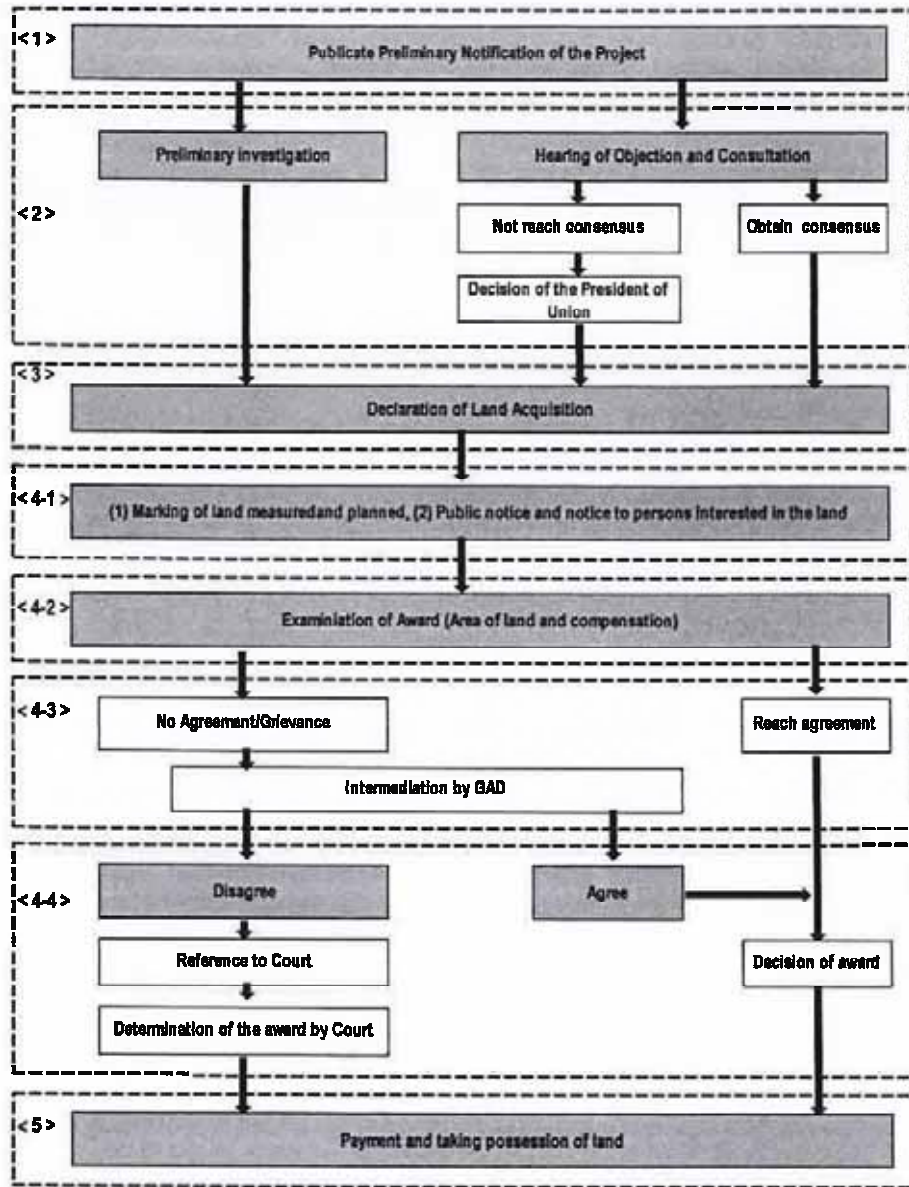 <1>
Publicate Preliminary Notification of the Project
<2>
Preliminary investigation
Hearing of Objection and Consultation
Not reach consensus
Obtain consensus
Decision of the President of
Union
<3>
Declaration of Land Acquisition
<4-1>
(1) Marking of land measuredand planned, (2) Public notice and notice to persons interested in the land
<4-2>
Examiniation of Award (Area of land and compensation)
<4-3>
No Agreement/Grievance
Reach agreement
Intermediation by GAD
<4-4>
Disagree
Agree
Reference to Court
Decision of award
Determination of the award by Court
<5>
Payment and taking possession of land